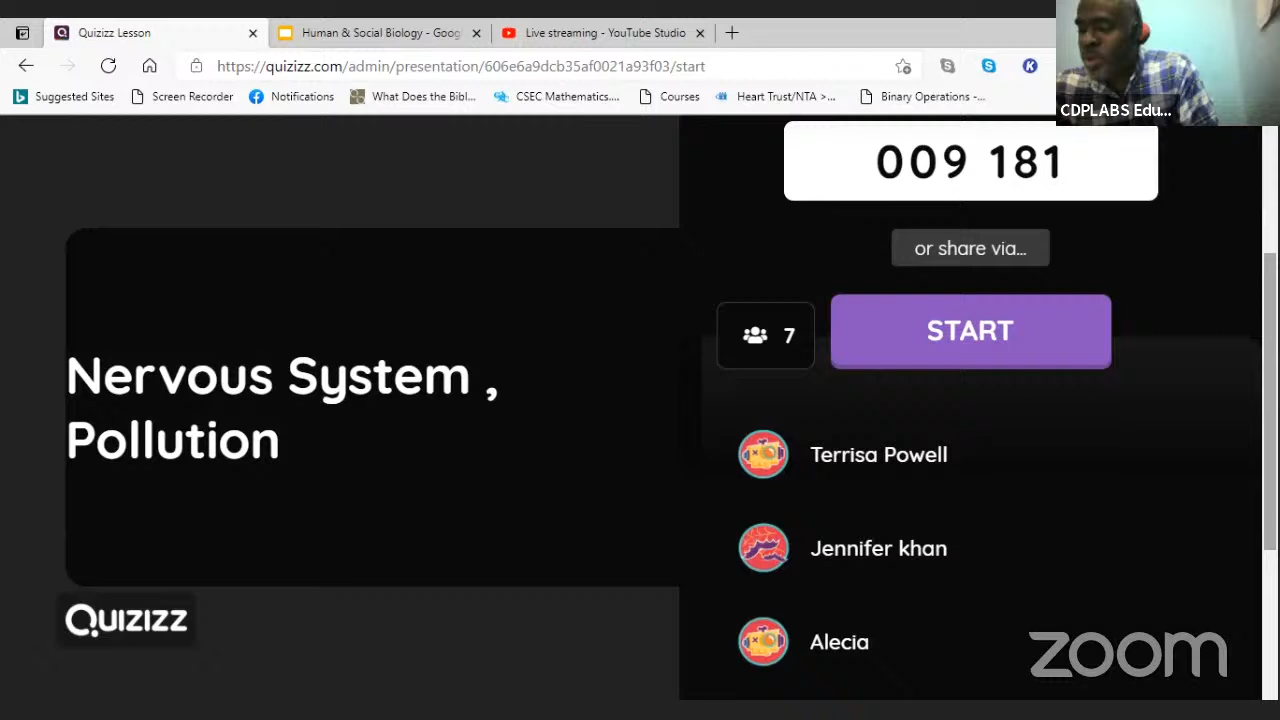 Quizizz Lesson
Human & Social Biology - Goog
Live streaming - YouTube Studio
https://quizizz.com/admin/presentation/606e6a9dcb35af0021a93f03/start
Suggested Sites
Screen Recorder
Notifications
What Does the Bibl...
CSEC Mathematics....
Courses
Heart Trust/NTA >...
Binary Operations -...
CDPLABS Edu...
009 181
or share via...
7
START
Nervous System ,
Pollution
Terrisa Powell
Jennifer khan
Alecia
Quizizz
zoom